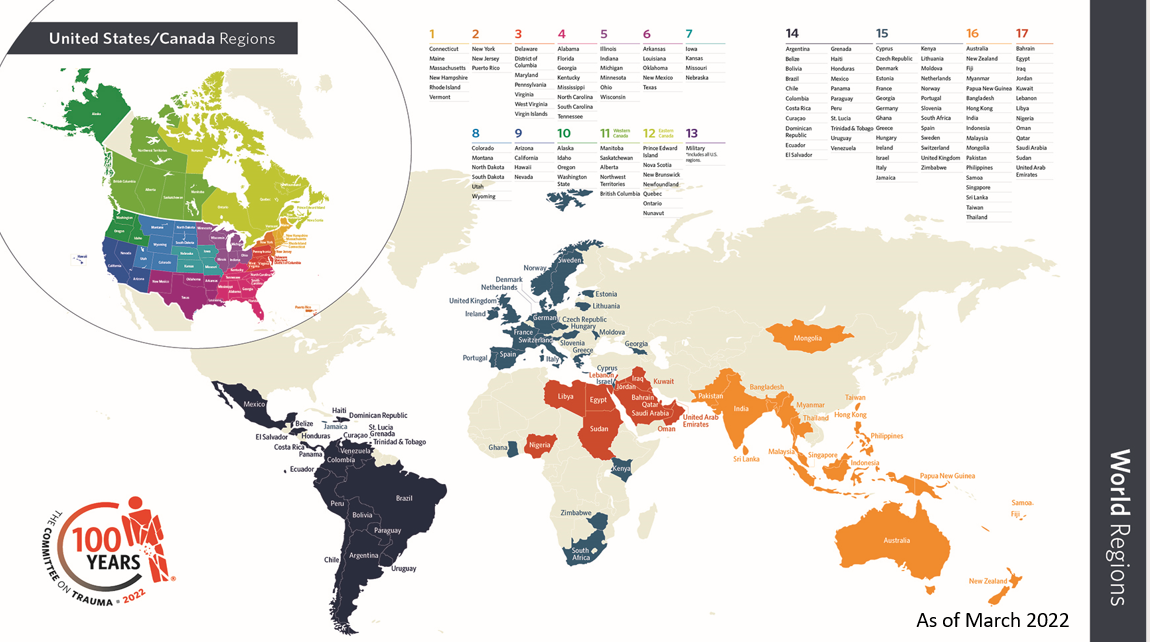 United States/Canada Regions
1
Connecticut
Maine
Massachusetts
New Hampshire
Rhode Island
Vermont
2
New York
New Jersey
Puerto Rico
3
Delaware
District of
Columbia
Maryland
Pennsylvania
Virginia
West Virginia
Virgin Islands
4
Alabama
Florida
Georgia
Kentucky
Mississippi
North Carolina
South Carolina
Tennessee
5
Illinois
Indiana
Michigan
Minnesota
Ohio
Wisconsin
6
Arkansas
Louisiana
Oklahoma
New Mexico
Texas
7
Iowa
Kansas
Missouri
Nebraska
8
Colorado
Montana
North Dakota
South Dakota
Utah
Wyoming
9
Arizona
California
Hawaii
Nevada
10
Alaska
Idaho
Oregon
Washington
State
11 Western
Canada
Manitoba
Saskatchewan
Alberta
Northwest
Territories
British Columbia
12 Eastern
Canada
Prince Edward
Island
Nova Scotia
New Brunswick
Newfoundland
Quebec
Ontario
Nunavut
13
Military
*Includes all U.S.
regions.
14
Argentina
Belize
Bolivia
Brazil
Chile
Colombia
Costa Rica
Curaçao
Dominican
Republic
Ecuador
El Salvador
Grenada
Haiti
Honduras
Mexico
Panama
Paraguay
Peru
St. Lucia
Trinidad & Tobago
Uruguay
Venezuela
15
Cyprus
Czech Republic
Denmark
Estonia
France
Georgia
Germany
Ghana
Greece
Hungary
Ireland
Israel
Italy
Jamaica
Kenya
Lithuania
Moldova
Netherlands
Norway
Portugal
Slovenia
South Africa
Spain
Sweden
Switzerland
United Kingdom
Zimbabwe
16
Australia
New Zealand
Fiji
Myanmar
Papua New Guinea
Bangladesh
Hong Kong
India
Indonesia
Malaysia
Mongolia
Pakistan
Philippines
Samoa
Singapore
Sri Lanka
Taiwan
Thailand
17
Bahrain
Egypt
Iraq
Jordan
Kuwait
Lebanon
Libya
Nigeria
Oman
Qatar
Saudi Arabia
Sudan
United Arab
Emirates
Norway
Sweden
Denmark
Netherlands
Estonia
Lithuania
United Kingdom
Ireland
German
Czech Republic
Hungary
Moldova
France
Switzerland
Slovenia
Greece
Georgia
Portugal
Spain
Italy
Cyprus
Lebanon
Israel
Iraq
Jordan
Kuwait
Bahrain
Qatar
Saudi Arabia
United Arab
Emirates
Oman
Libya
Egypt
Sudan
Nigeria
Ghana
Kenya
Zimbabwe
South
Africa
Mongolia
Pakistan
India
Bangladesh
Myanmar
Thailand
Taiwan
Hong Kong
Philippines
Sri Lanka
Malaysia
Singapore
Indonesia
Papua New Guinea
Samoa
Fiji
Australia
New Zealand
Mexico
Haiti
Dominican Republic
Belize
Jamaica
St. Lucia
El Salvador
Honduras
Curaçao
Grenada
Costa Rica
Trinidad & Tobago
Panama
Venezuela
Colombia
Ecuador
Peru
Brazil
Bolivia
Paraguay
Chile
Argentina
Uruguay
THE COMMITTEE ON TRAUMA • 2022
100
YEARS
World Regions
As of March 2022